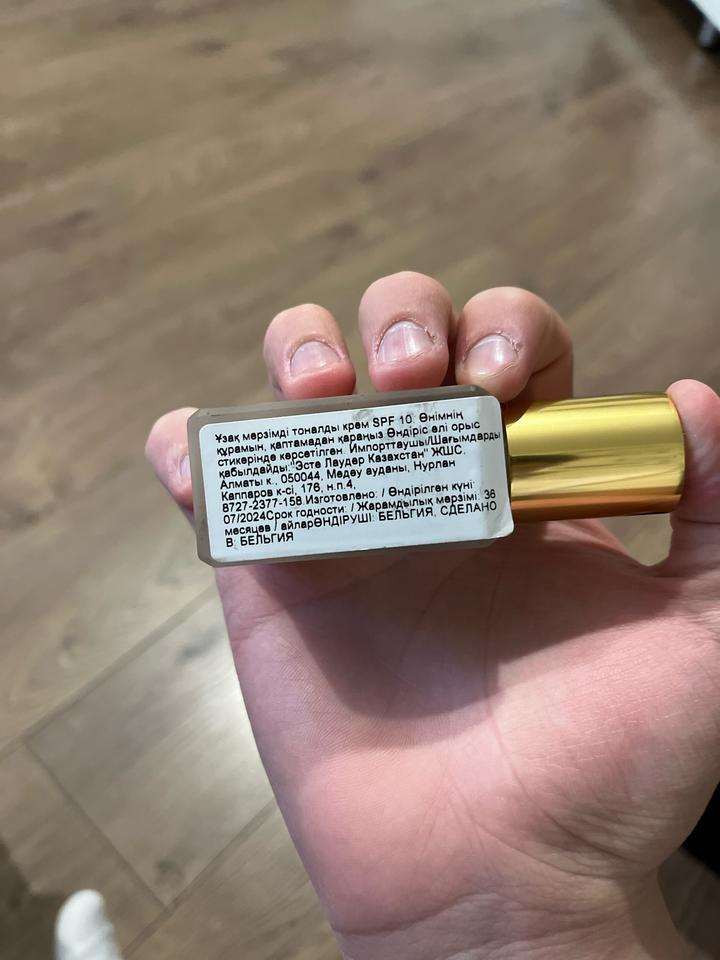 Ұзақ мерзімді тоналды крем SPF 10. Өнімнің
құрамын, қаптамадан қараңыз Өндіріс әлі орыс
стикерінде көрсетілген. Импорттаушы/Шағымдарды
қабылдайды:"Эсте Лаудер Казахстан" ЖШС.
Алматы к., 050044, Медеу ауданы, Нурлан
Каппаров к-сі, 176, н.п.4,
8727-2377-158.Изготовлено: / Өндірілген күні:
07/2024Срок годности: / Жарамдылық мерзімі: 36
месяцев / айларӨНДІРУШІ: БЕЛЬГИЯ, СДЕЛАНО
В: БЕЛЬГИЯ